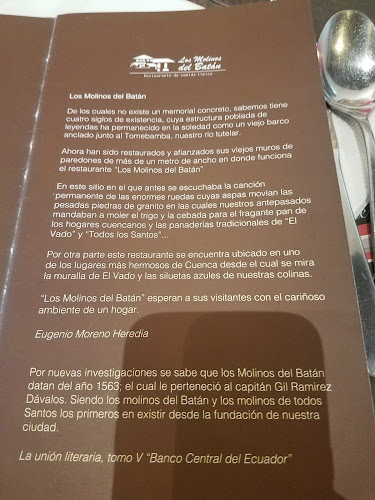 Los Molinos
del Batán
Restaurante de comida típica
Los Molinos del Batán
De los cuales no existe un memorial concreto, sabemos tiene
cuatro siglos de existencia, cuya estructura poblada de
leyendas ha permanecido en la soledad como un viejo barco
anclado junto al Tomebamba, nuestro río tutelar.
Ahora han sido restaurados y afianzados sus viejos muros de
paredones de más de un metro de ancho en donde funciona
el restaurante “Los Molinos del Batán”
En este sitio en el que antes se escuchaba la canción
permanente de las enormes ruedas cuyas aspas movían las
pesadas piedras de granito en las cuales nuestros antepasados
mandaban a moler el trigo y la cebada para el fragante pan de
los hogares cuencanos y las panaderías tradicionales de “El
Vado” y “Todos los Santos”...
Por otra parte este restaurante se encuentra ubicado en uno
de los lugares más hermosos de Cuenca desde el cual se mira
la muralla de El Vado y las siluetas azules de nuestras colinas.
“Los Molinos del Batán” esperan a sus visitantes con el cariñoso
ambiente de un hogar.
Eugenio Moreno Heredia
Por nuevas investigaciones se sabe que los Molinos del Batán
datan del año 1563; el cual le perteneció al capitán Gil Ramirez
Dávalos. Siendo los molinos del Batán y los molinos de todos
Santos los primeros en existir desde la fundación de nuestra
ciudad.
La unión literaria, tomo V “Banco Central del Ecuador”